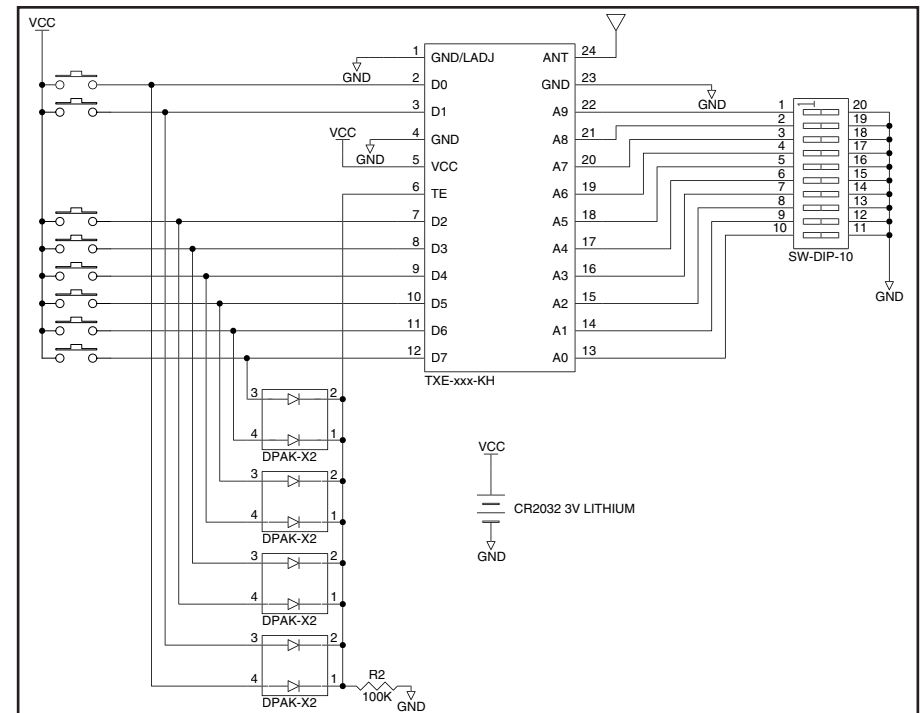 VCC
1 GND/LADJ ANT 24
GND
2 D0 GND 23
GND
3 D1 A9 22 1 20
4 GND A8 21 2 19
VCC
GND
5 VCC A7 20 3 18
6 TE A6 19 4 17
7 D2 A5 18 5 16
8 D3 A4 17 6 15
9 D4 A3 16 7 14
10 D5 A2 15 8 13
11 D6 A1 14 9 12
12 D7 A0 13 10 11
SW-DIP-10
GND
TXE-xxx-KH
3 2
4 1
DPAK-X2
3 2
4 1
DPAK-X2
3 2
4 1
DPAK-X2
3 2
4 1
DPAK-X2
R2
100K
GND
VCC
CR2032 3V LITHIUM
GND